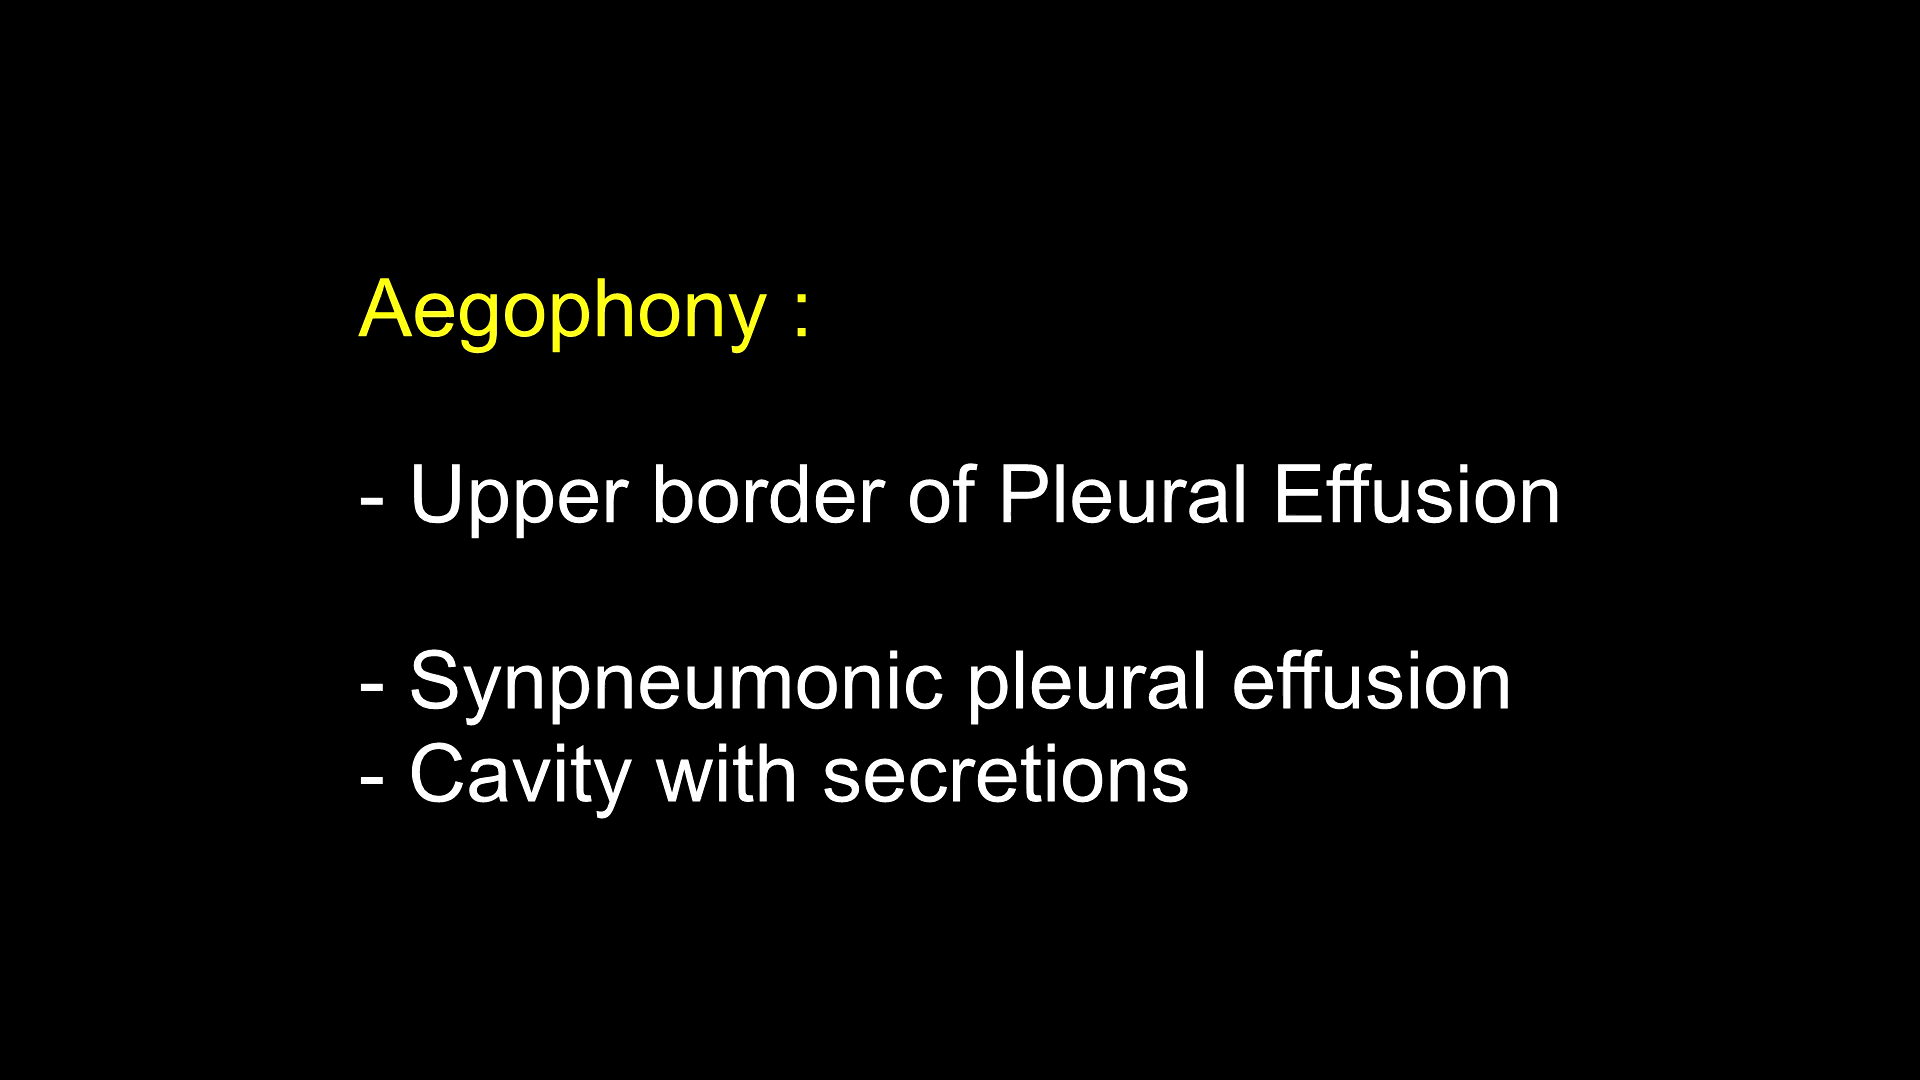 Aegophony :
- Upper border of Pleural Effusion
- Synpneumonic pleural effusion
- Cavity with secretions